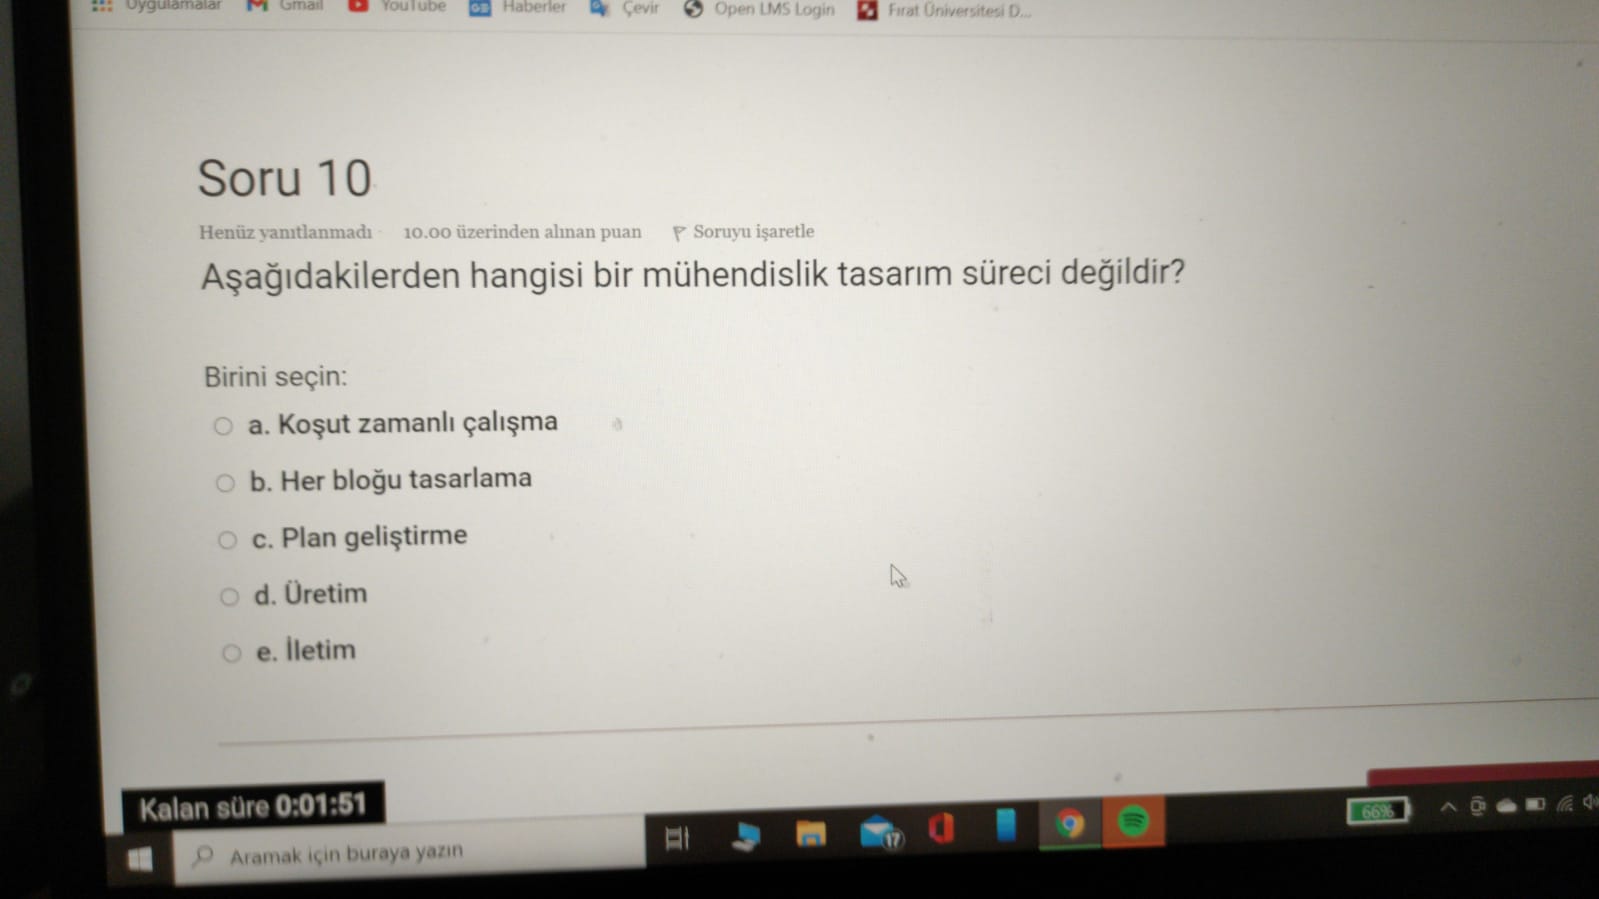 Uygulamalar Gmail YouTube Haberler Çevir Open LMS Login Fırat Üniversitesi D...
Soru 10
Henüz yanıtlanmadı 10.00 üzerinden alınan puan Soruyu işaretle
Aşağıdakilerden hangisi bir mühendislik tasarım süreci değildir?
Birini seçin:
a. Koşut zamanlı çalışma
b. Her bloğu tasarlama
c. Plan geliştirme
d. Üretim
e. İletim
Kalan süre 0:01:51
Aramak için buraya yazın
17
66%